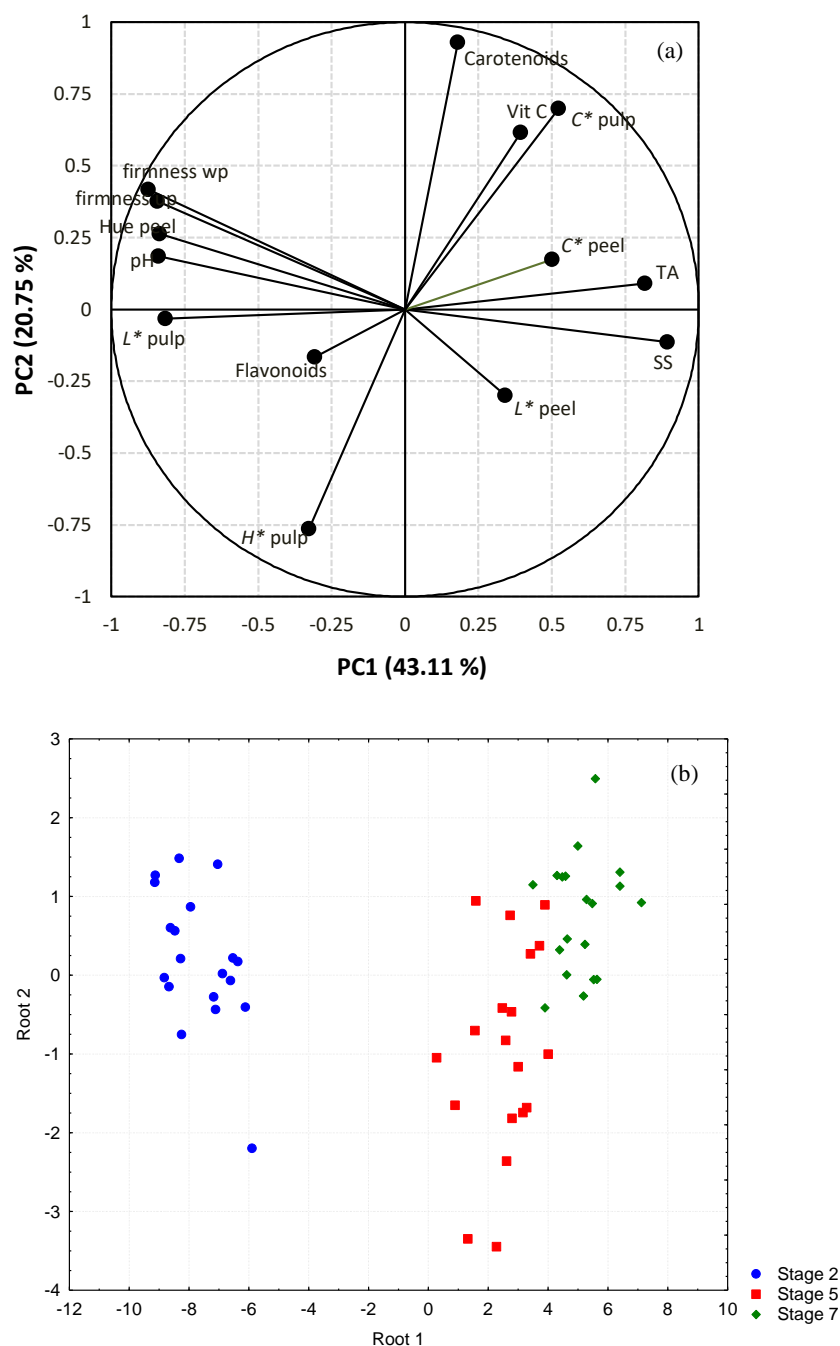 1
(a)
Carotenoids
0.75
Vit C
C* pulp
0.5
firmness wp
firmness
Hue peel
0.25
C* peel
pH
TA
0
L* pulp
SS
Flavonoids
-0.25
L* peel
-0.5
-0.75
H* pulp
-1
-1 -0.75 -0.5 -0.25 0 0.25 0.5 0.75 1
PC2 (20.75 %)
PC1 (43.11 %)
3
(b)
2
1
0
-1
-2
-3
-4
-12 -10 -8 -6 -4 -2 0 2 4 6 8 10
Root 2
Root 1
Stage 2
Stage 5
Stage 7